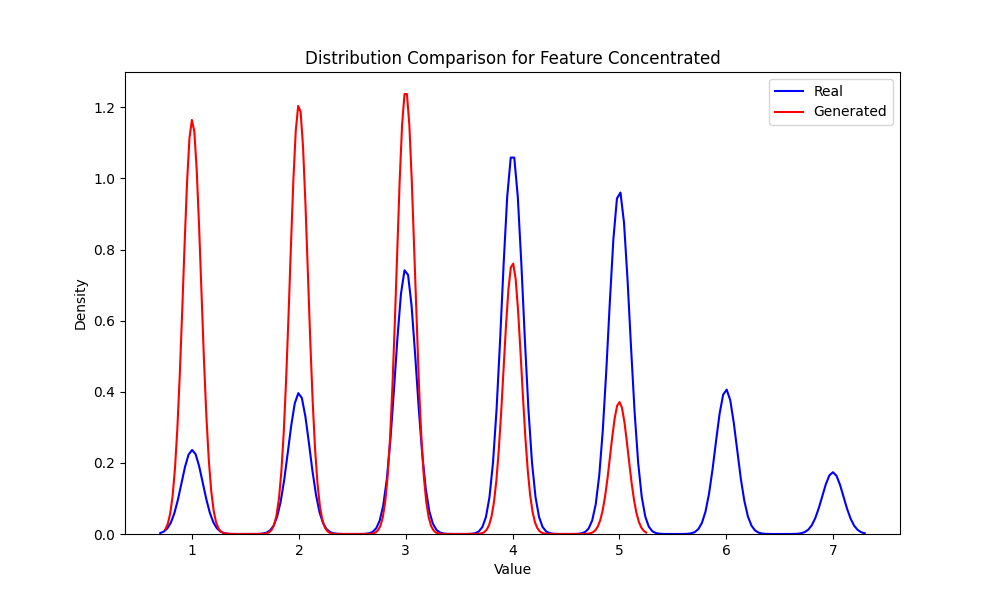 Distribution Comparison for Feature Concentrated
Real
Generated
1.2
1.0
0.8
0.6
0.4
0.2
0.0
Density
1 2 3 4 5 6 7
Value